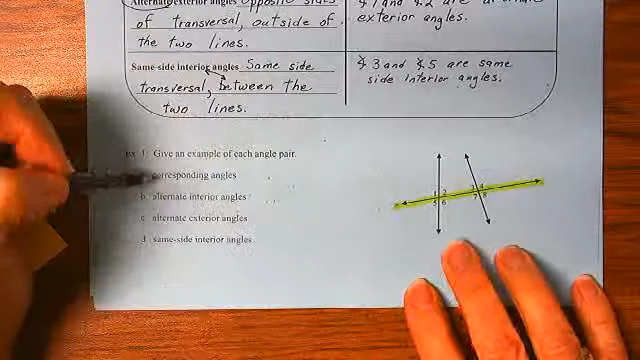 Alternate exterior angles opposite sides
of transversal, outside of
the two lines.
∡ 1 and ∡ 2 are
exterior angles.
Same-side interior angles Same side
transversal, between the
two lines.
∡ 3 and ∡ 5 are same
side interior angles.
ex 1. Give an example of each angle pair.
corresponding angles
b. alternate interior angles
c. alternate exterior angles
d. same-side interior angles.
1 2 3 4
5 6 7 8